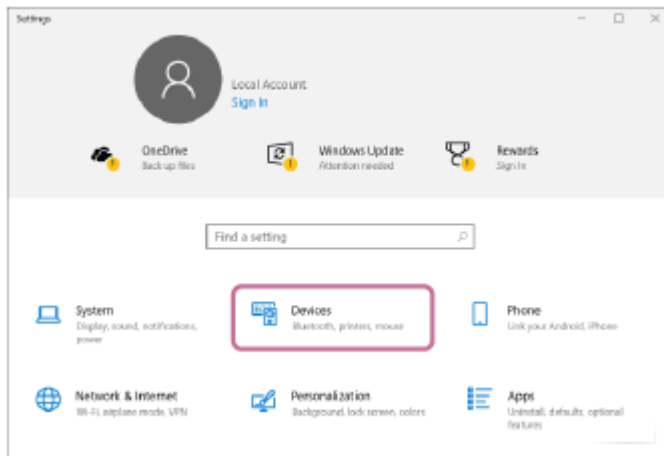 Settings
Local Account
Sign In
OneDrive
Back up files
Windows Update
Attention needed
Rewards
Sign In
Find a setting
System
Display, sound, notifications,
power
Devices
Bluetooth, printers, mouse
Phone
Link your Android, iPhone
Network & Internet
Wi-Fi, airplane mode, VPN
Personalization
Background, lock screen, colors
Apps
Uninstall, defaults, optional
features